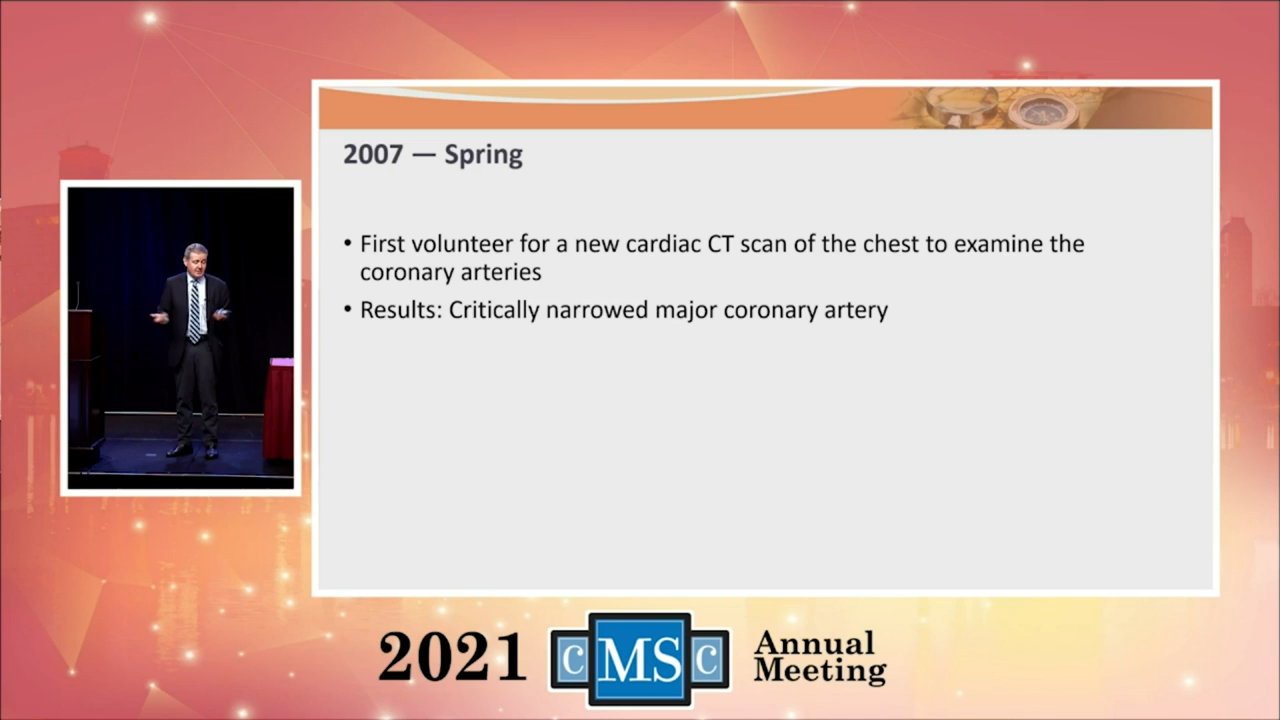 2007 — Spring
• First volunteer for a new cardiac CT scan of the chest to examine the
coronary arteries
• Results: Critically narrowed major coronary artery
2021 CMSC Annual
Meeting